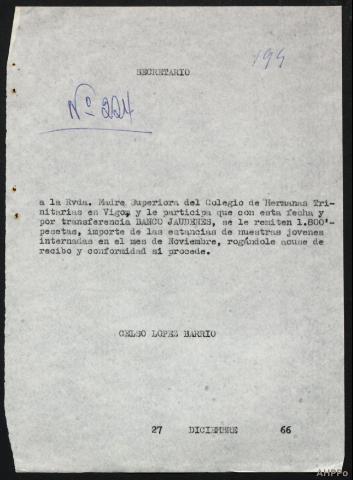 194
SECRETARIO
Nº 224
a la Rvda. Madre Superiora del Colegio de Hermanas Tri-
nitarias en Vigo, y le participa que con esta fecha y
por transferencia BANCO JAUDENES, se le remiten 1.800'-
pesetas, importe de las estancias de nuestras jovenes
internadas en el mes de Noviembre, rogándole acuse de
recibo y conformidad si procede.
CELSO LOPEZ BARRIO
27 DICIEMBRE 66
AHPPo